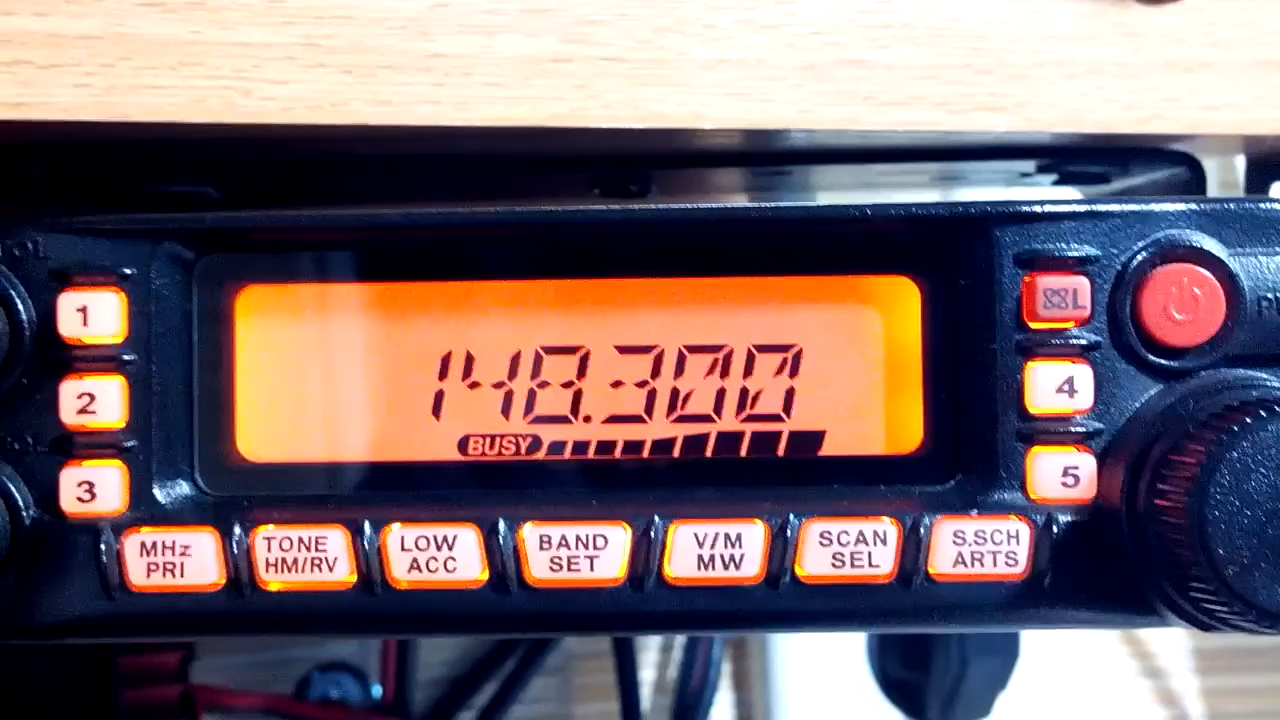 1
2
3
148.300
BUSY
L
4
5
MHz
PRI
TONE
HM/RV
LOW
ACC
BAND
SET
V/M
MW
SCAN
SEL
S.SCH
ARTS